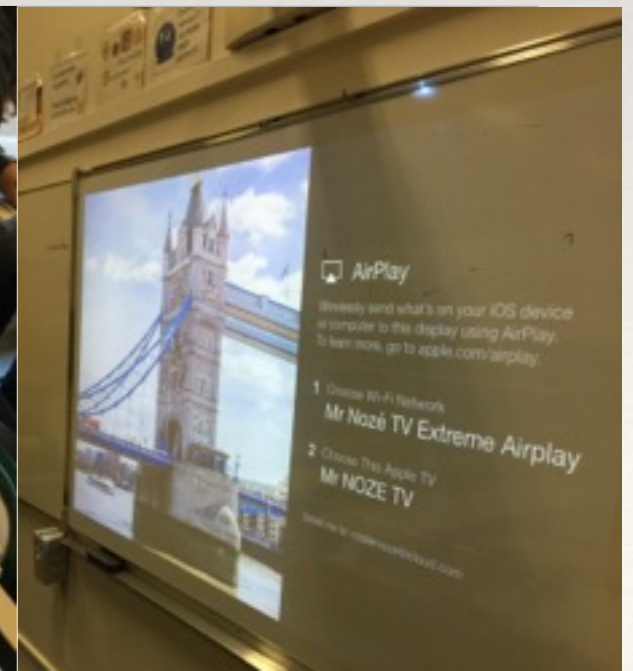 AirPlay
Wirelessly send what's on your iOS device
or computer to this display using AirPlay.
To learn more, go to apple.com/airplay.
1 Choose Wi-Fi Network
Mr Nozé TV Extreme Airplay
2 Choose This Apple TV
Mr NOZE TV